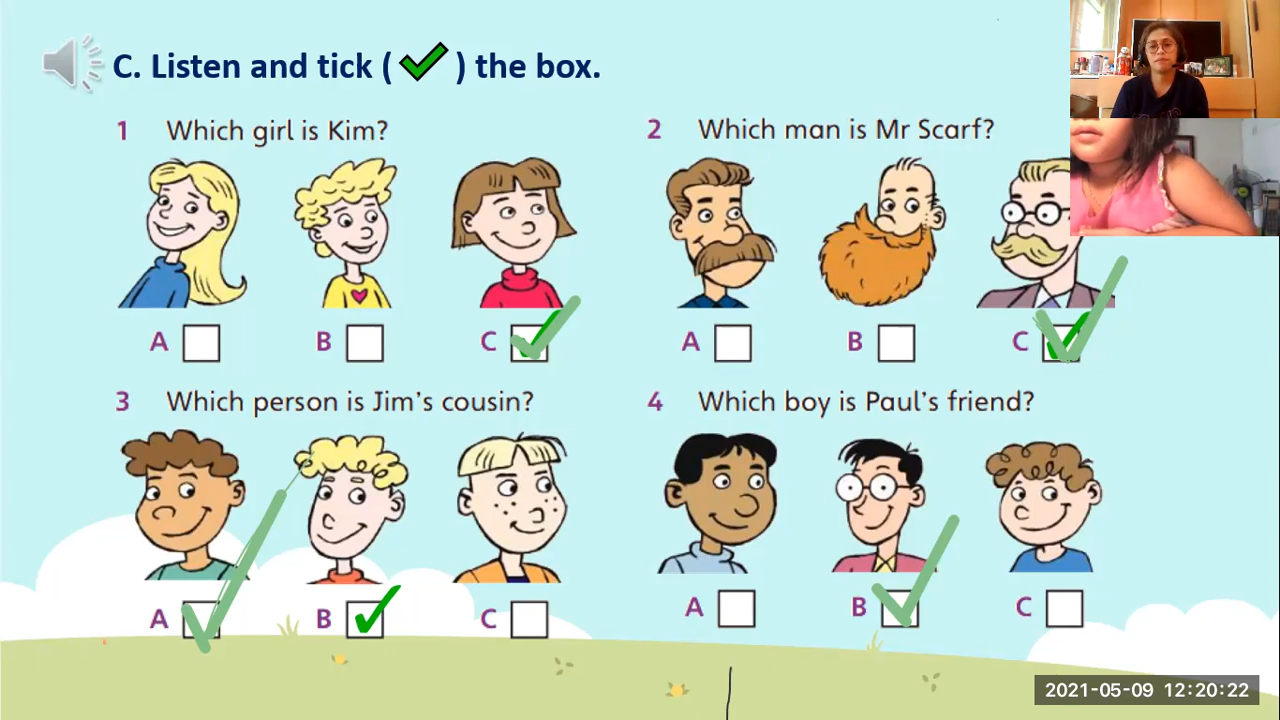 C. Listen and tick ( ✓ ) the box.
1 Which girl is Kim?
A
B
C
2 Which man is Mr Scarf?
A
B
C
3 Which person is Jim's cousin?
A
B
C
4 Which boy is Paul's friend?
A
B
C
2021-05-09 12:20:22